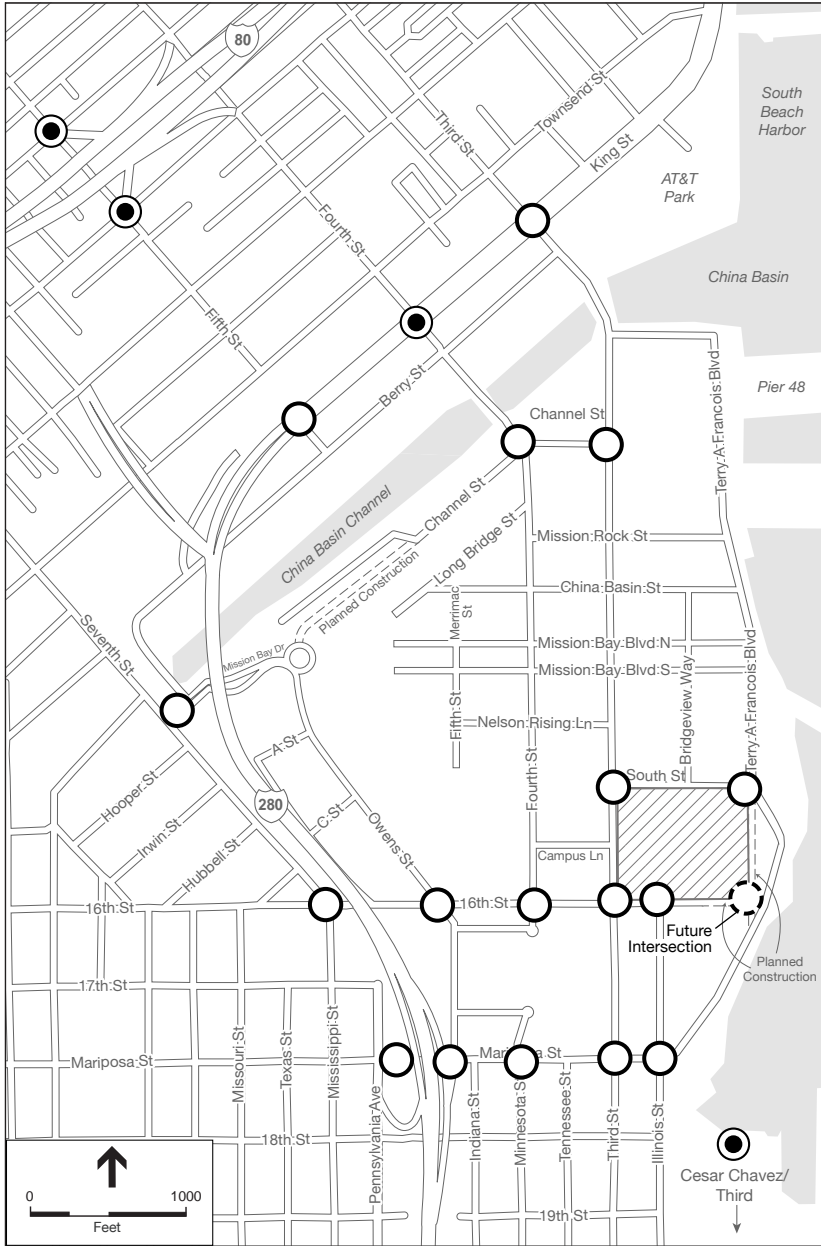 80
South
Beach
Harbor
Townsend St
Third St
King St
AT&T
Park
Fourth St
China Basin
Fifth St
Terry A Francois Blvd
Pier 48
Berry St
Channel St
China Basin Channel
Channel St
Long Bridge St
Mission Rock St
Planned Construction
China Basin St
Merrimac
St
Seventh St
Mission Bay Dr
Mission Bay Blvd N
Mission Bay Blvd S
Bridgeview Way
Terry A Francois Blvd
Fifth St
Nelson Rising Ln
A St
Fourth St
South St
Hooper St
280
C St
Owens St
Irwin St
Hubbell St
Campus Ln
16th St
16th St
Future
Intersection
Planned
Construction
17th St
Missouri St
Texas St
Mississippi St
Mariposa St
Mariposa St
Pennsylvania Ave
Indiana St
Minnesota St
Tennessee St
Third St
Illinois St
18th St
Cesar Chavez/
Third
0
1000
Feet
19th St